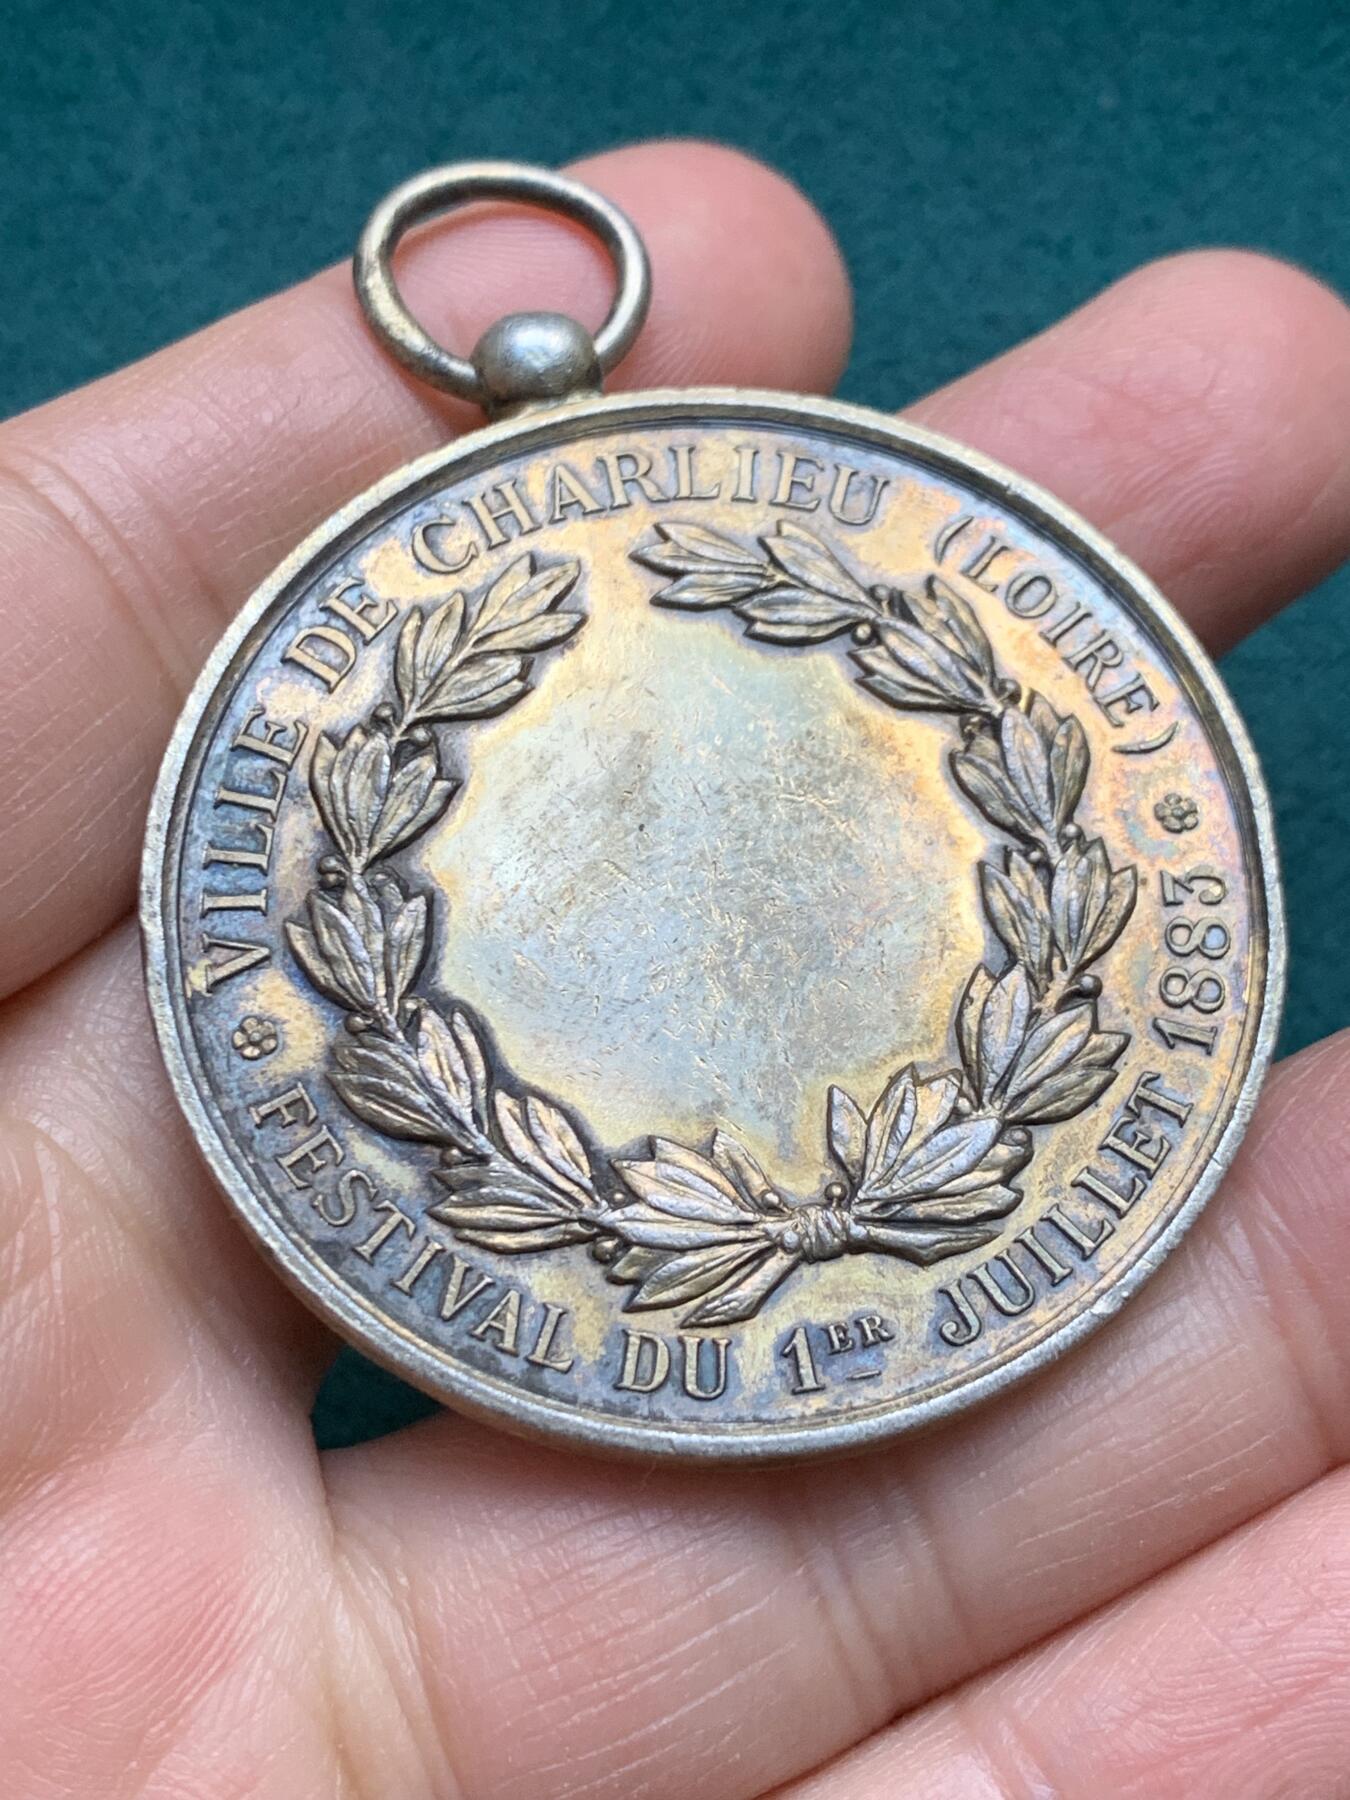 VILLE DE CHARLIEU (LOIRE)
FESTIVAL DU 1ER JUILLET 1883